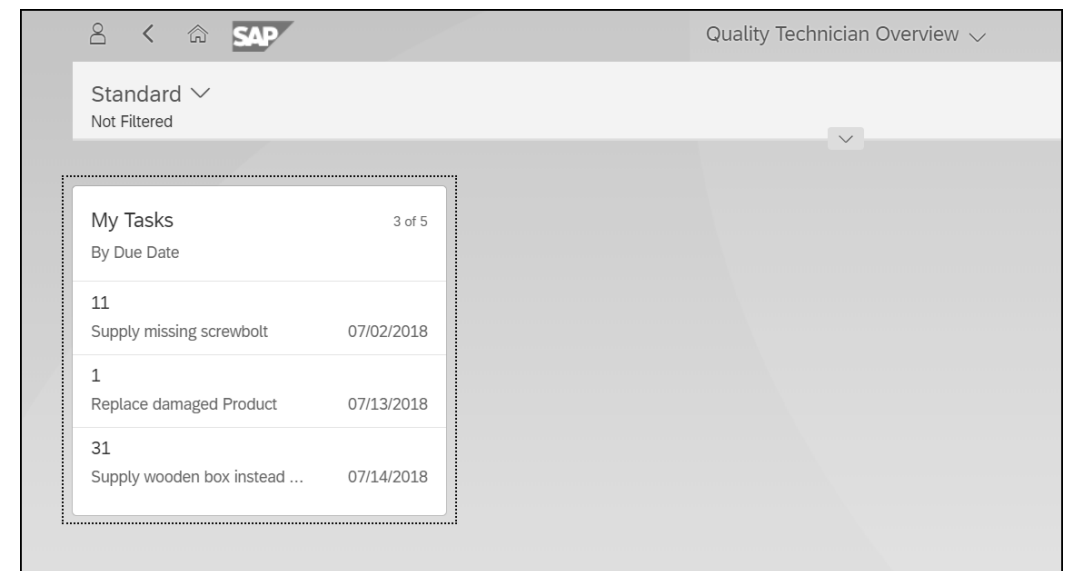 SAP
Quality Technician Overview
Standard
Not Filtered
My Tasks
3 of 5
By Due Date
11
Supply missing screwbolt 07/02/2018
1
Replace damaged Product 07/13/2018
31
Supply wooden box instead ... 07/14/2018